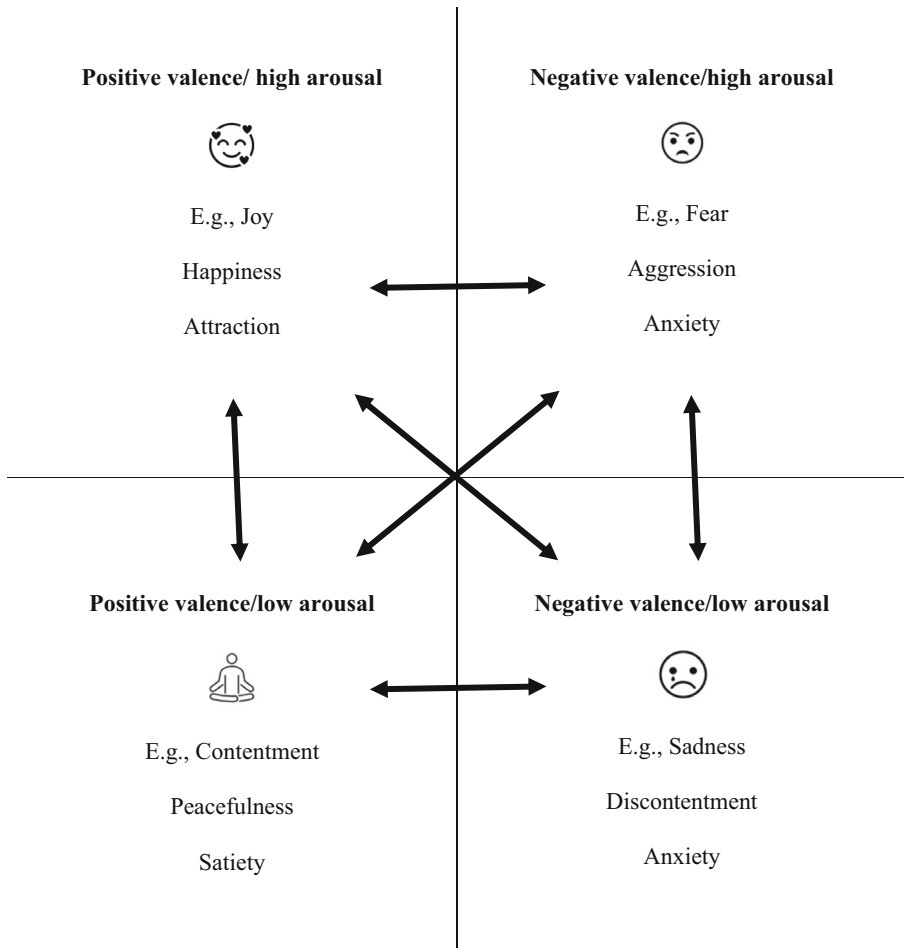 Positive valence/ high arousal
E.g., Joy
Happiness
Attraction
Negative valence/high arousal
E.g., Fear
Aggression
Anxiety
Positive valence/low arousal
E.g., Contentment
Peacefulness
Satiety
Negative valence/low arousal
E.g., Sadness
Discontentment
Anxiety